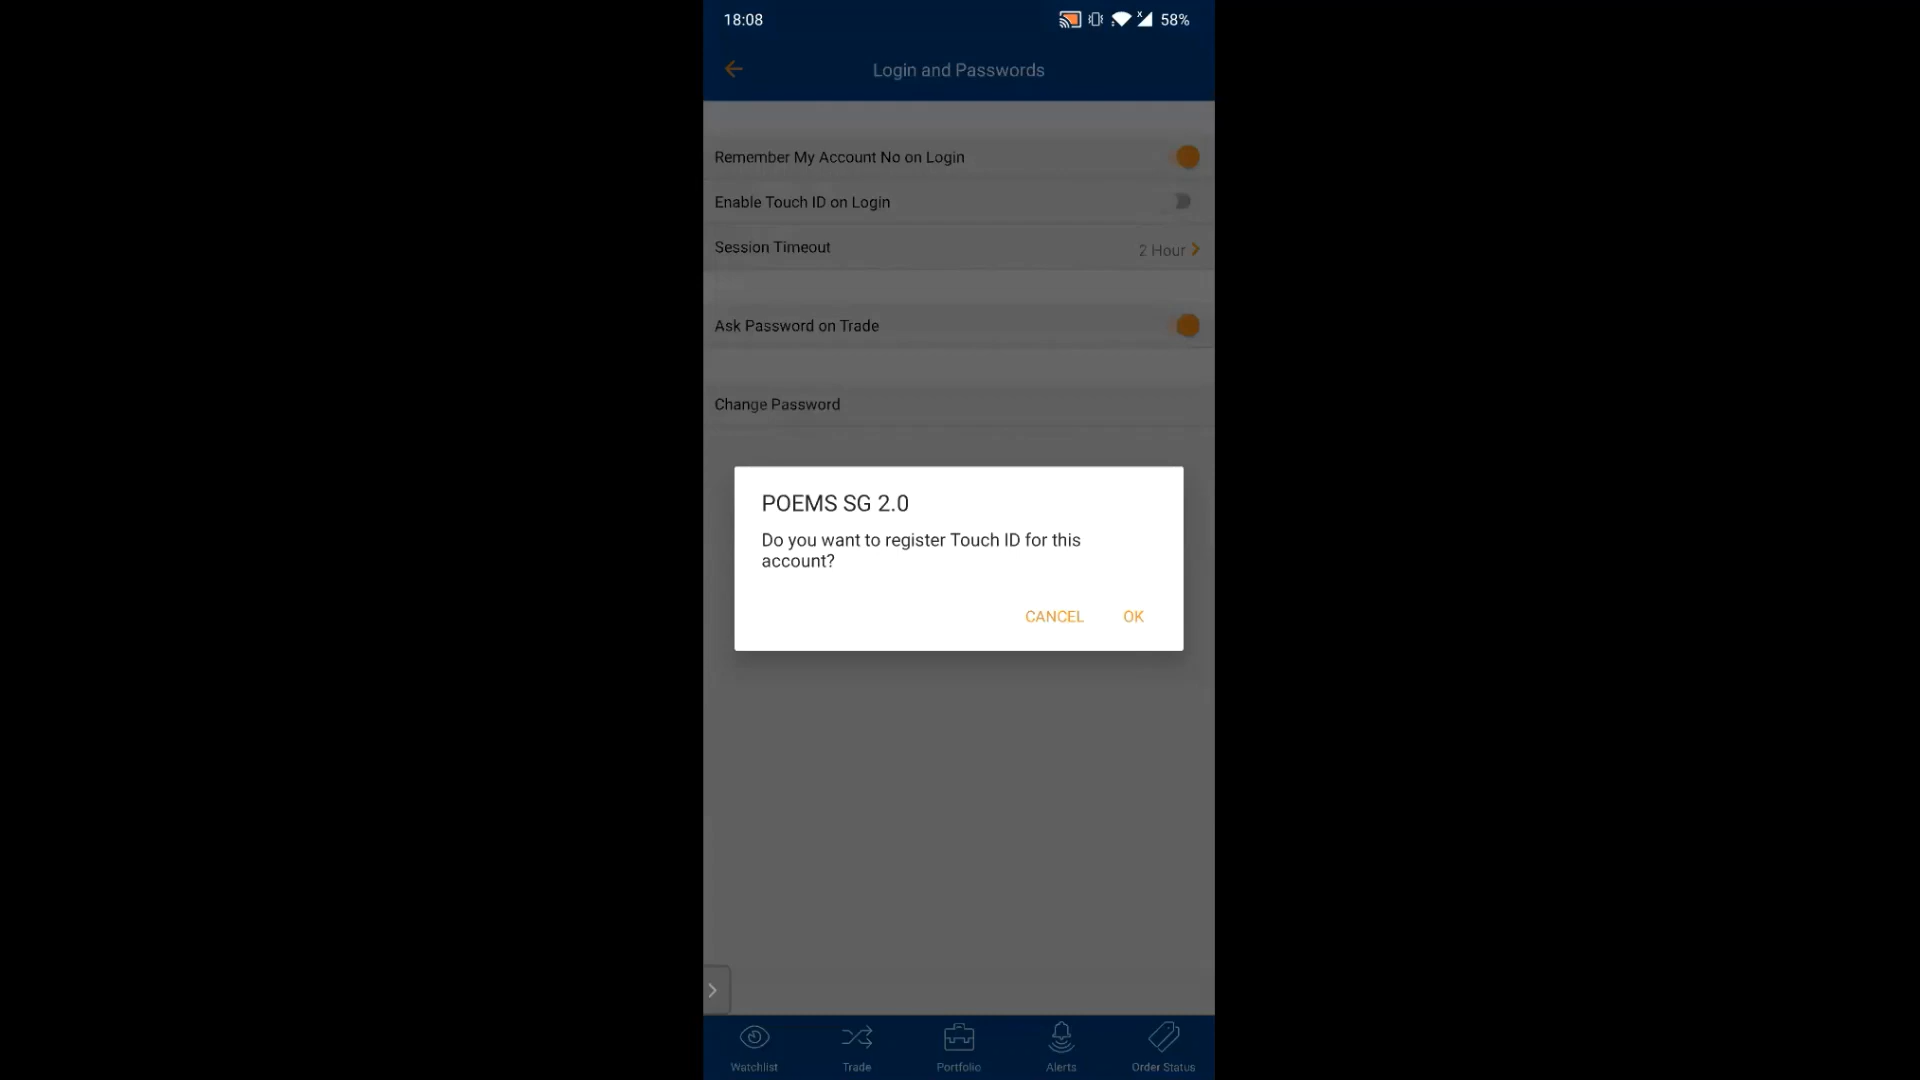 18:08
58%
Login and Passwords
Remember My Account No on Login
Enable Touch ID on Login
Session Timeout
2 Hour
Ask Password on Trade
Change Password
POEMS SG 2.0
Do you want to register Touch ID for this
account?
CANCEL OK
Watchlist Trade Portfolio Alerts Order Status